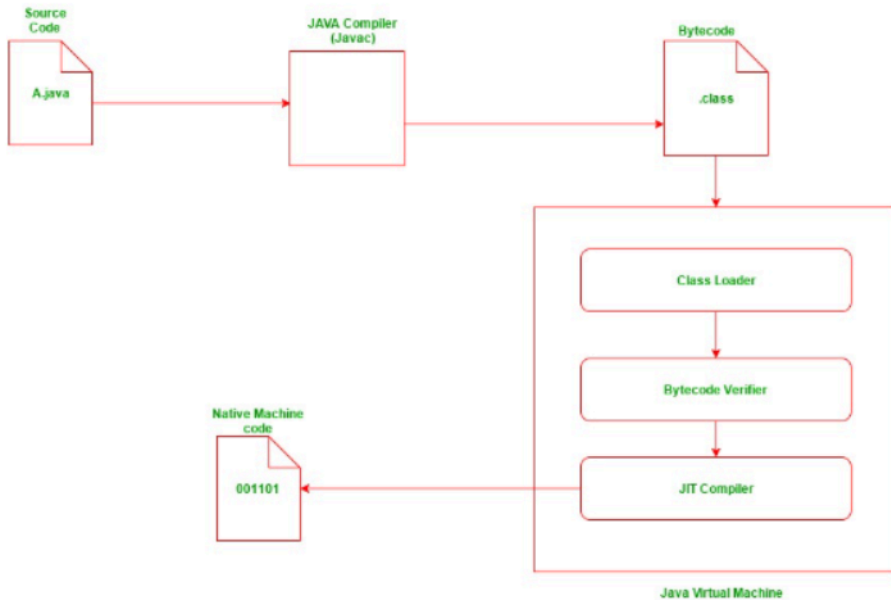 Source
Code
A.java
JAVA Compiler
(Javac)
Bytecode
.class
Class Loader
Bytecode Verifier
JIT Compiler
Native Machine
code
001101
Java Virtual Machine